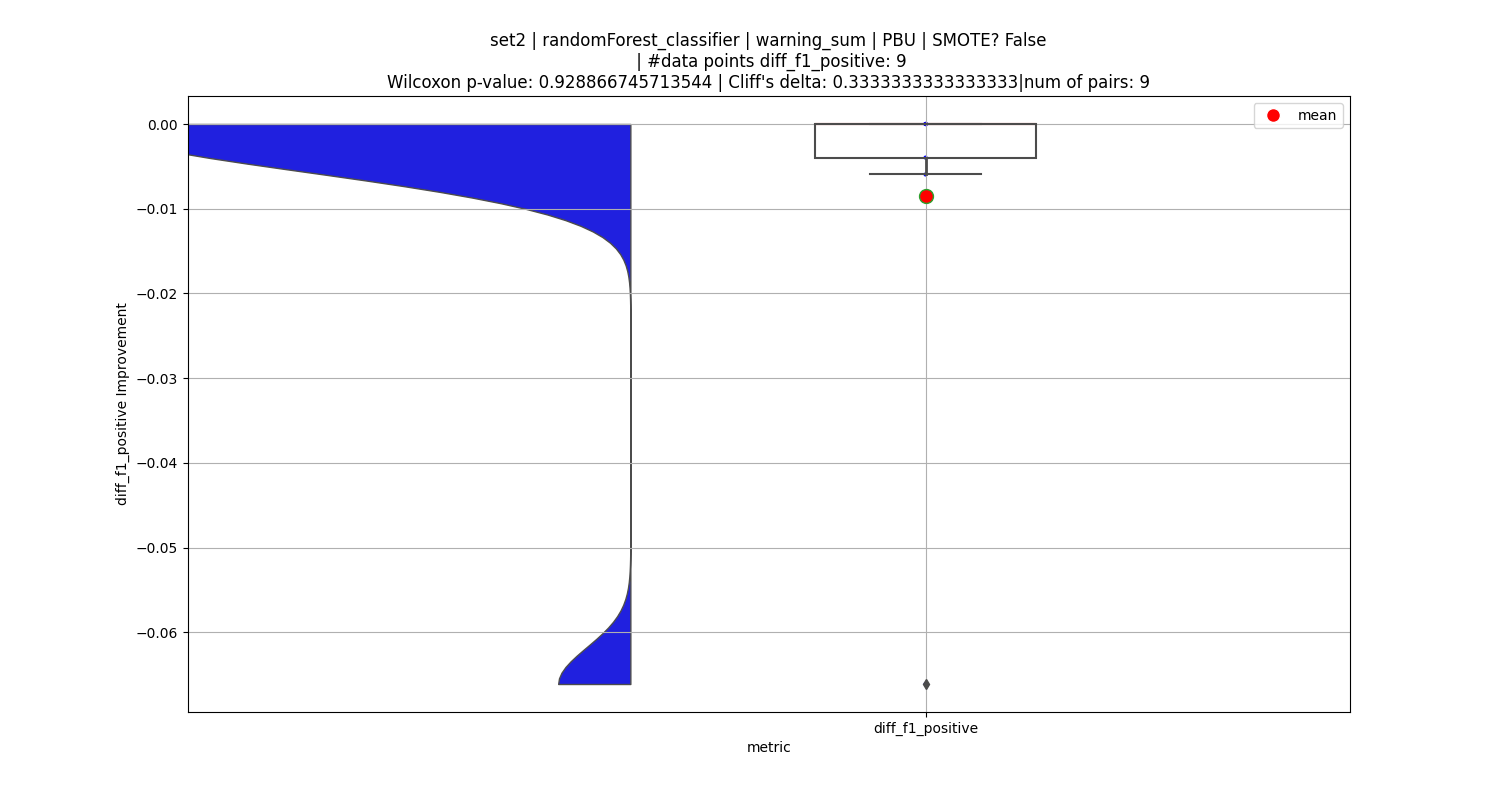 set2 | randomForest_classifier | warning_sum | PBU | SMOTE? False
| #data points diff_f1_positive: 9
Wilcoxon p-value: 0.928866745713544 | Cliff's delta: 0.3333333333333333|num of pairs: 9
mean
0.00
−0.01
−0.02
−0.03
−0.04
−0.05
−0.06
diff_f1_positive Improvement
diff_f1_positive
metric